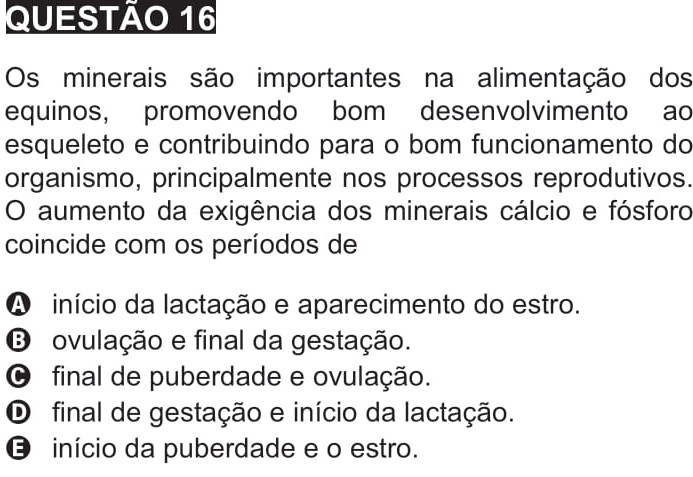 QUESTÃO 16
Os minerais são importantes na alimentação dos
equinos, promovendo bom desenvolvimento ao
esqueleto e contribuindo para o bom funcionamento do
organismo, principalmente nos processos reprodutivos.
O aumento da exigência dos minerais cálcio e fósforo
coincide com os períodos de
A início da lactação e aparecimento do estro.
B ovulação e final da gestação.
C final de puberdade e ovulação.
D final de gestação e início da lactação.
E início da puberdade e o estro.